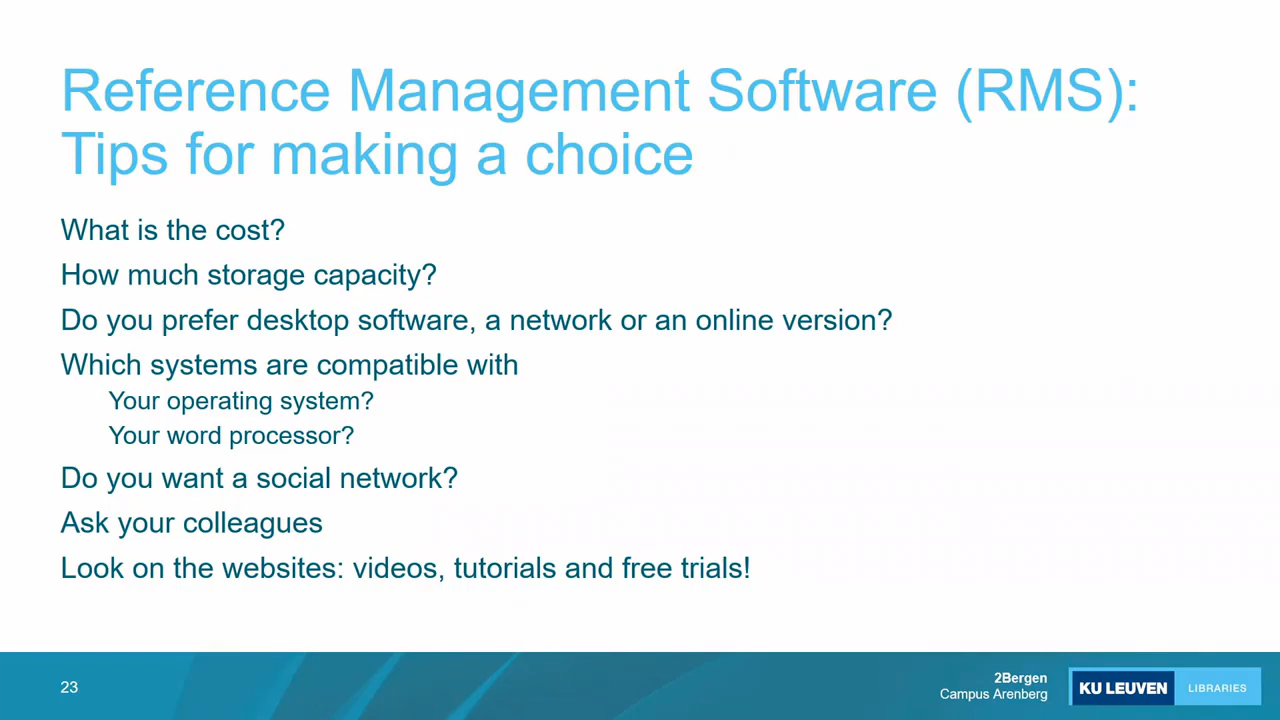 Reference Management Software (RMS):
Tips for making a choice
What is the cost?
How much storage capacity?
Do you prefer desktop software, a network or an online version?
Which systems are compatible with
Your operating system?
Your word processor?
Do you want a social network?
Ask your colleagues
Look on the websites: videos, tutorials and free trials!
23
2Bergen
Campus Arenberg
KU LEUVEN LIBRARIES